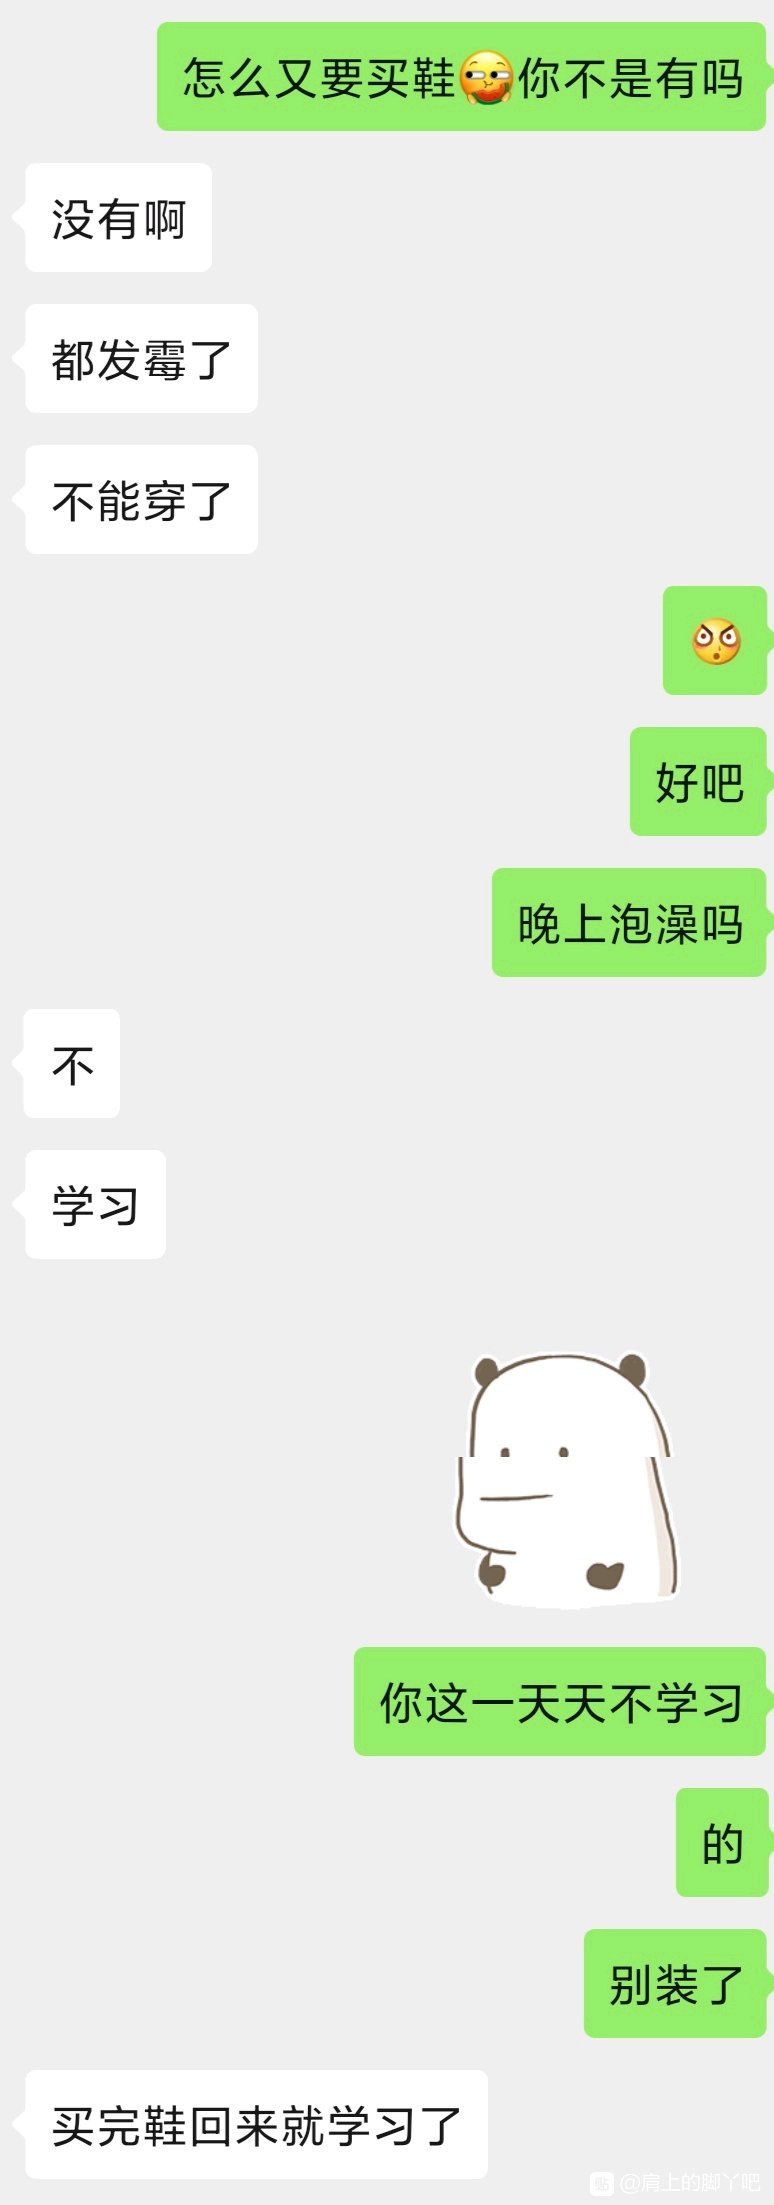 怎么又要买鞋你不是有吗
没有啊
都发霉了
不能穿了
好吧
晚上泡澡吗
不
学习
你这一天天不学习
的
别装了
买完鞋回来就学习了
贴 @肩上的脚丫吧